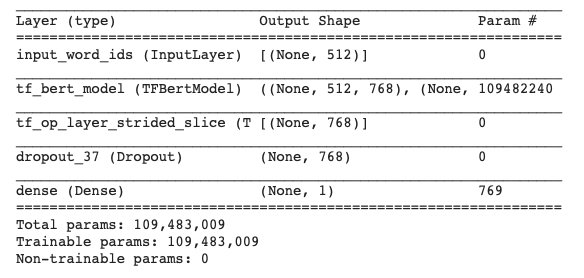 Layer (type) Output Shape Param #
input_word_ids (InputLayer) [(None, 512)] 0
tf_bert_model (TFBertModel) ((None, 512, 768), (None, 109482240
tf_op_layer_strided_slice (T [(None, 768)] 0
dropout_37 (Dropout) (None, 768) 0
dense (Dense) (None, 1) 769
Total params: 109,483,009
Trainable params: 109,483,009
Non-trainable params: 0